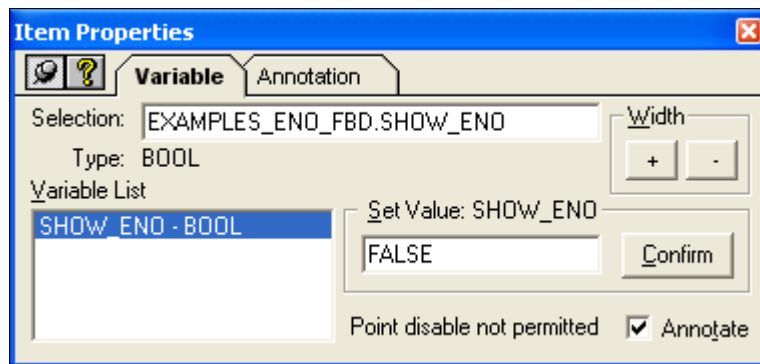 Item Properties
Variable
Annotation
Selection: EXAMPLES_ENO_FBD.SHOW_ENO
Width
Type: BOOL
+ -
Variable List
SHOW_ENO - BOOL
Set Value: SHOW_ENO
FALSE
Confirm
Point disable not permitted
Annotate